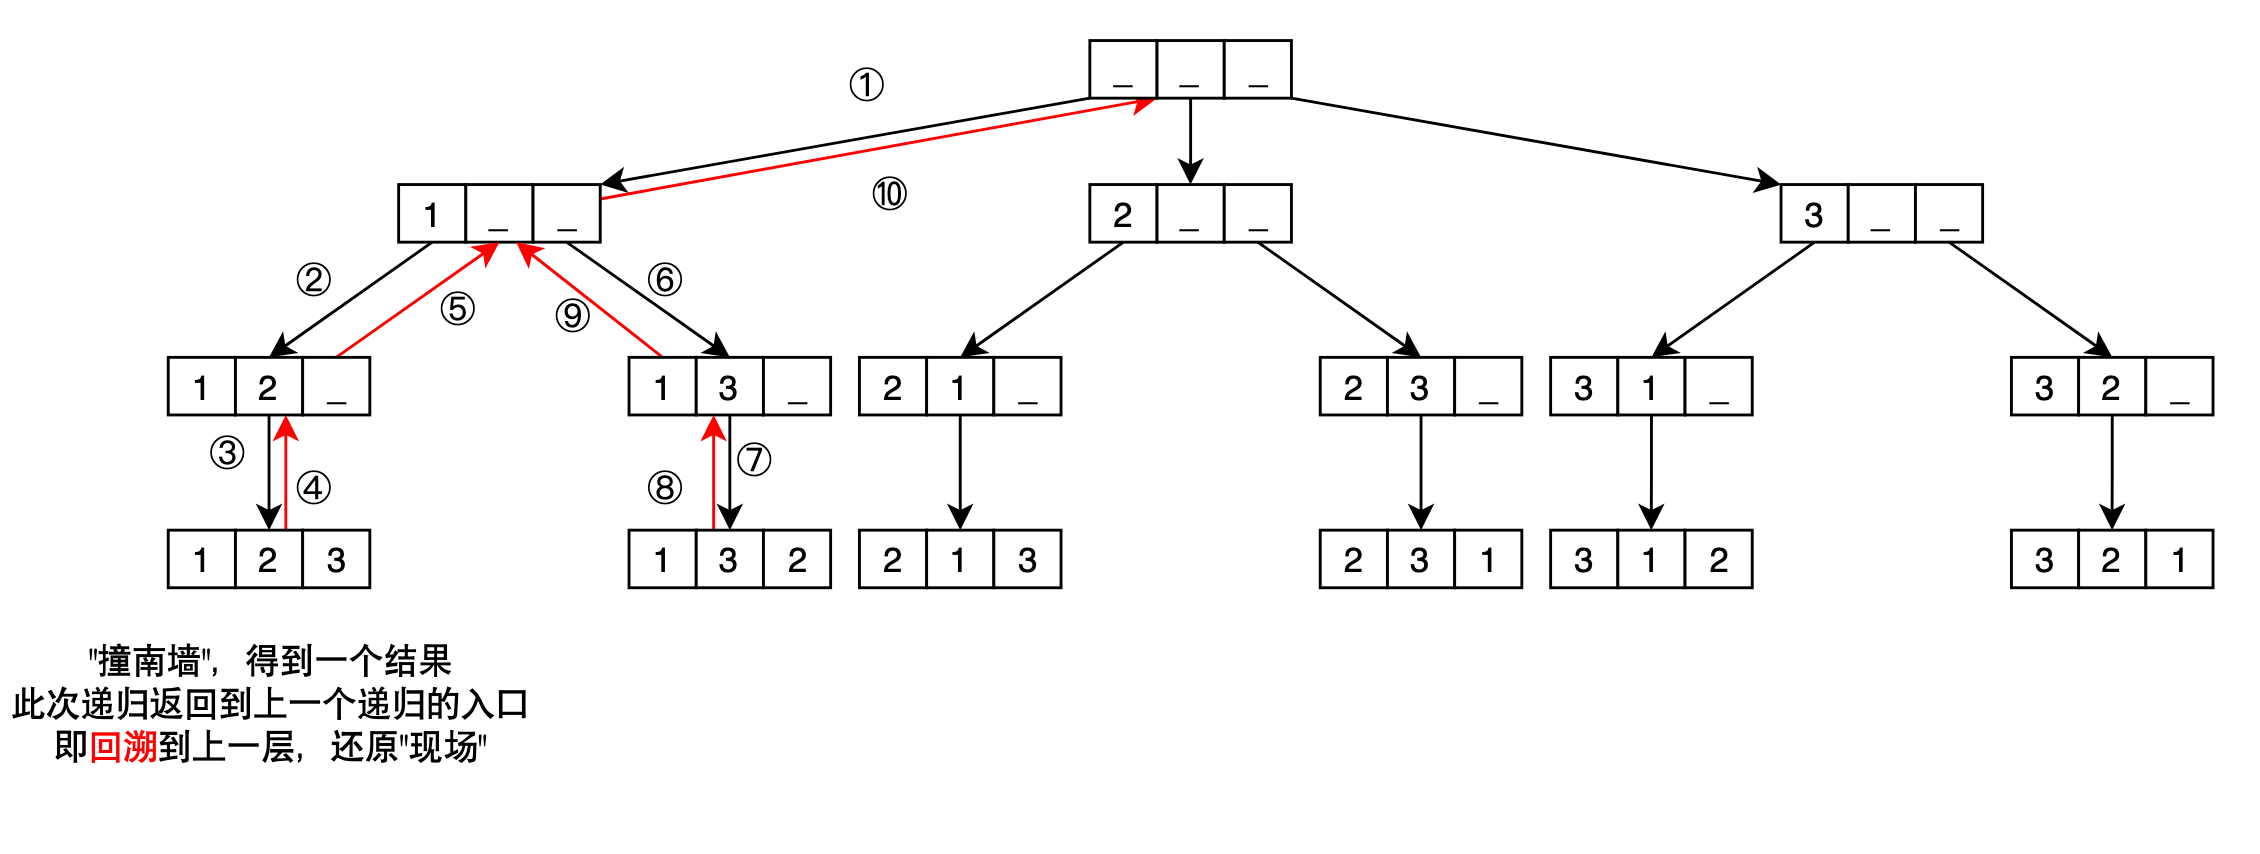 _ _ _
①
⑩
1 _ _
2 _ _
3 _ _
② ⑤ ⑨ ⑥
1 2 _
1 3 _
2 1 _
2 3 _
3 1 _
3 2 _
③ ④ ⑧ ⑦
1 2 3
1 3 2
2 1 3
2 3 1
3 1 2
3 2 1
"撞南墙"，得到一个结果
此次递归返回到上一个递归的入口
即回溯到上一层，还原"现场"